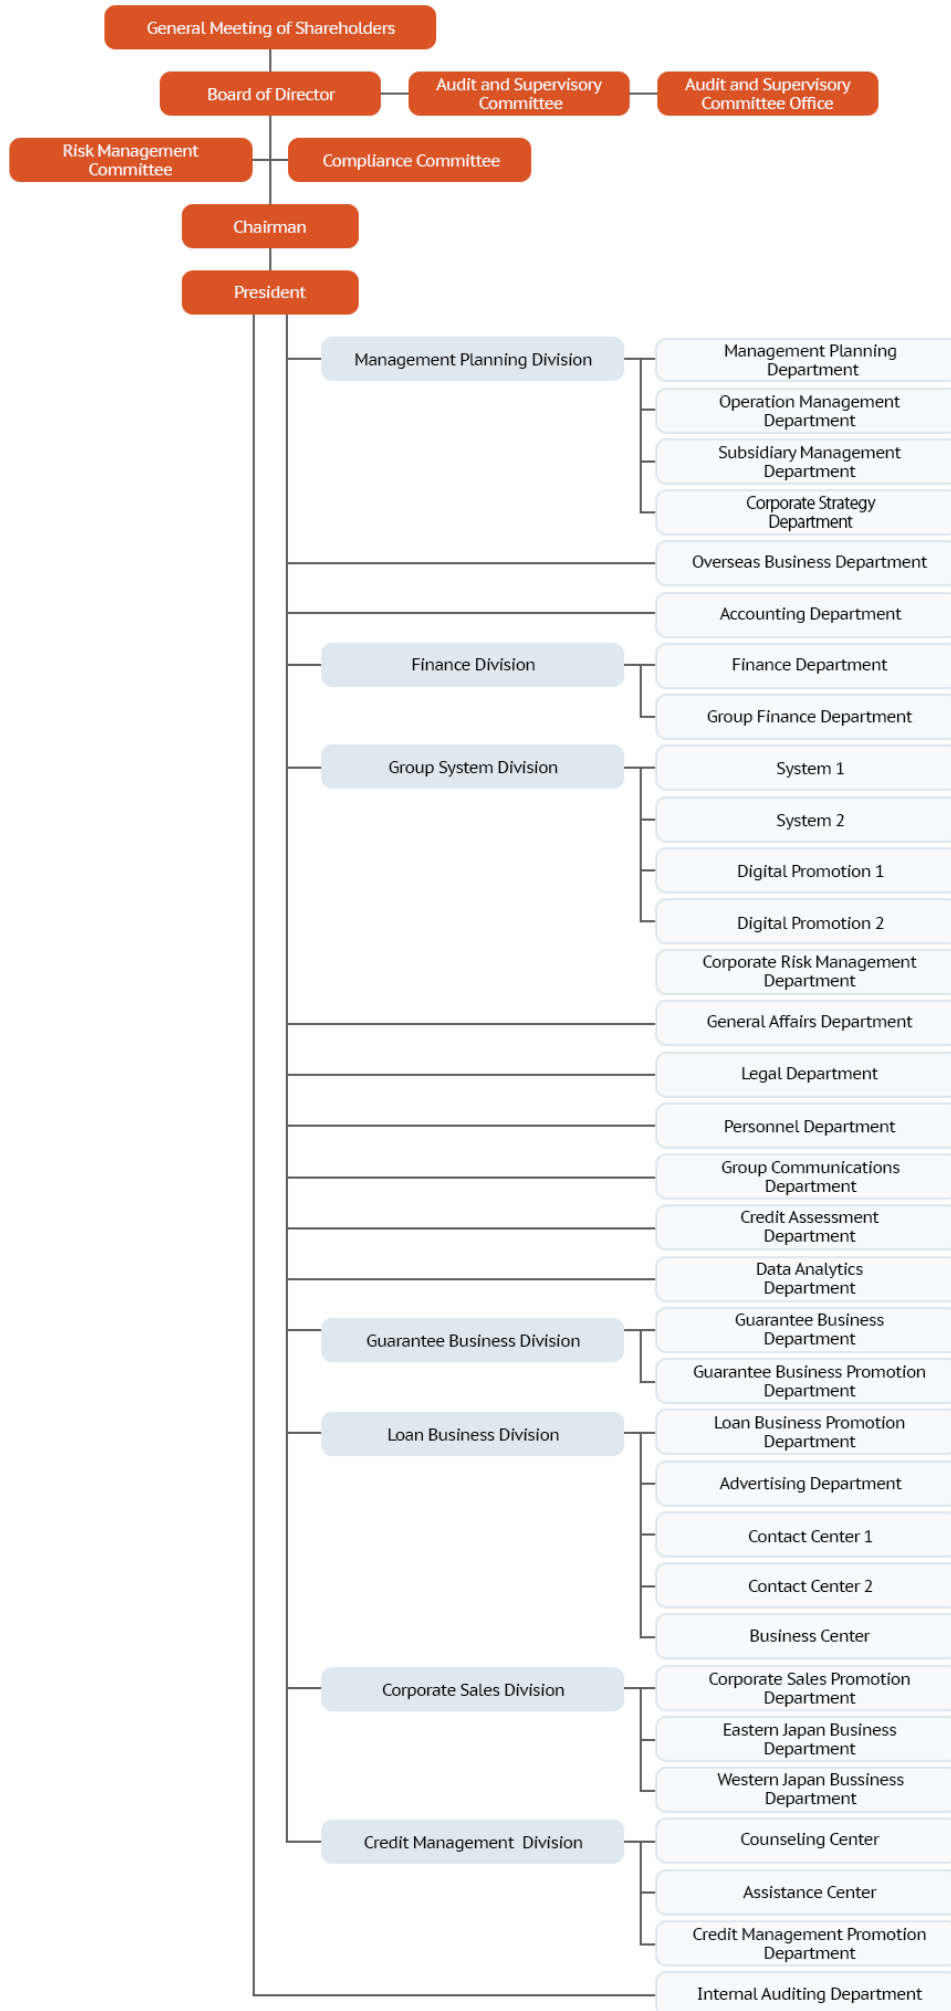 General Meeting of Shareholders
Board of Director
Audit and Supervisory
Committee
Audit and Supervisory
Committee Office
Risk Management
Committee
Compliance Committee
Chairman
President
Management Planning Division
Management Planning
Department
Operation Management
Department
Subsidiary Management
Department
Corporate Strategy
Department
Overseas Business Department
Accounting Department
Finance Division
Finance Department
Group Finance Department
Group System Division
System 1
System 2
Digital Promotion 1
Digital Promotion 2
Corporate Risk Management
Department
General Affairs Department
Legal Department
Personnel Department
Group Communications
Department
Credit Assessment
Department
Data Analytics
Department
Guarantee Business Division
Guarantee Business
Department
Guarantee Business Promotion
Department
Loan Business Division
Loan Business Promotion
Department
Advertising Department
Contact Center 1
Contact Center 2
Business Center
Corporate Sales Division
Corporate Sales Promotion
Department
Eastern Japan Business
Department
Western Japan Bussiness
Department
Credit Management  Division
Counseling Center
Assistance Center
Credit Management Promotion
Department
Internal Auditing Department